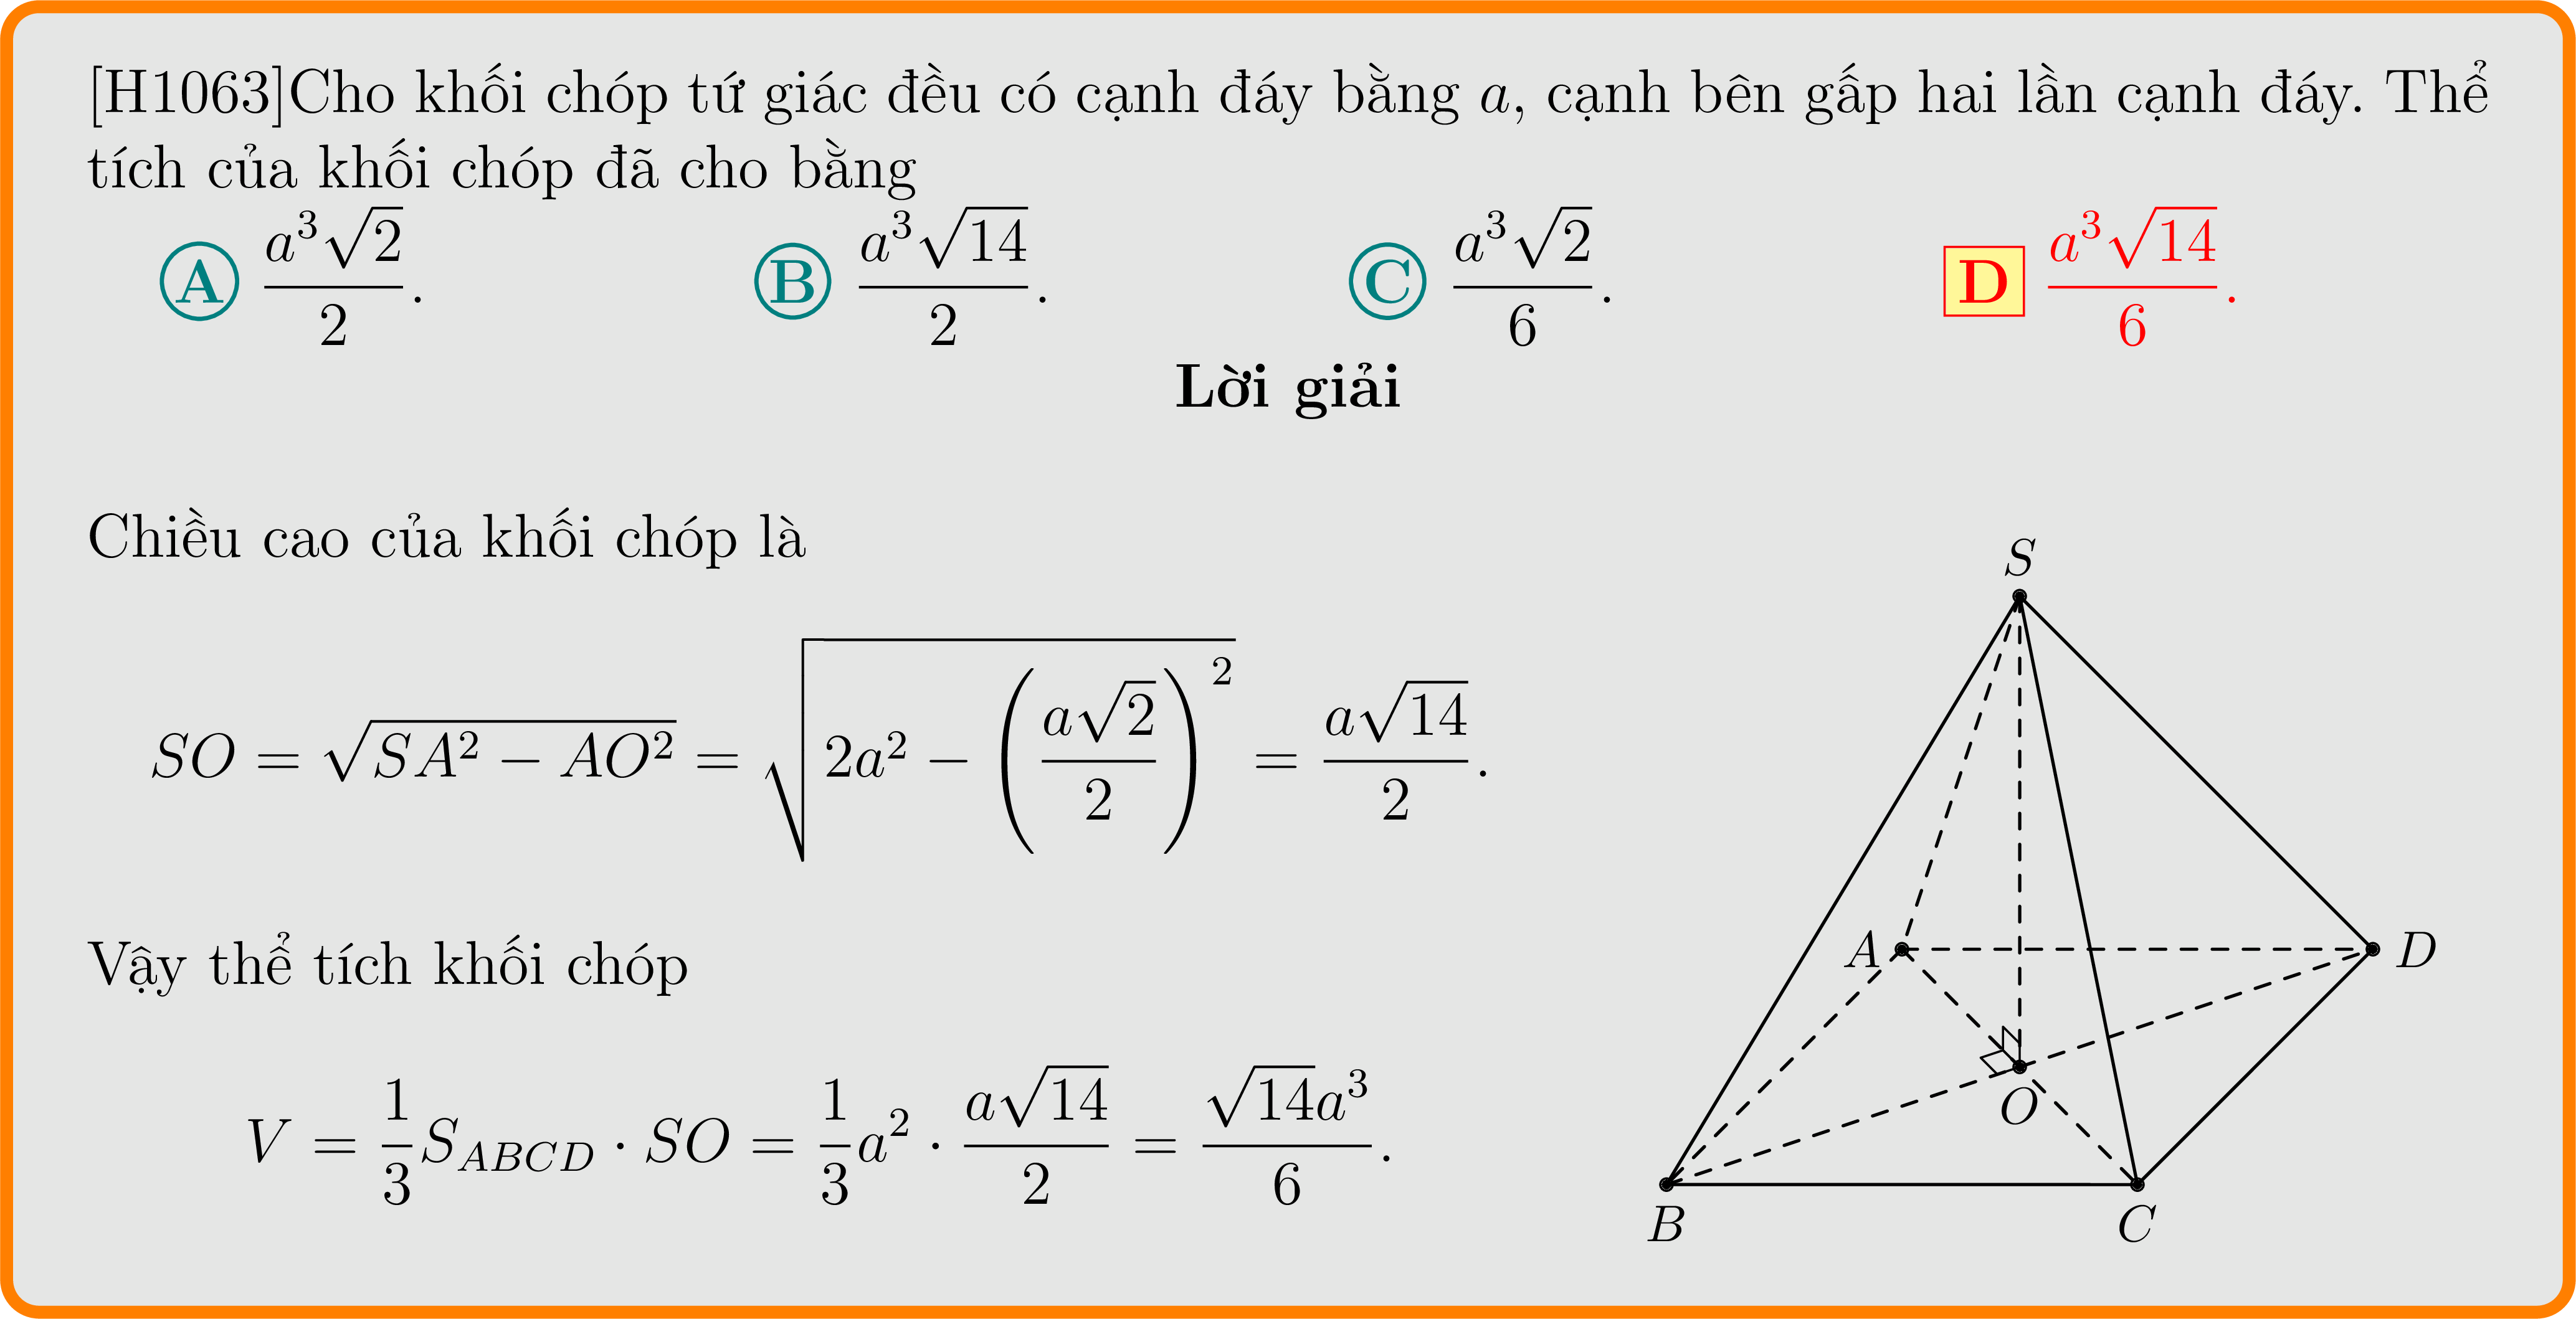 [H1063]Cho khối chóp tứ giác đều có cạnh đáy bằng a, cạnh bên gấp hai lần cạnh đáy. Thể
tích của khối chóp đã cho bằng
A \frac{a^3\sqrt{2}}{2}. B \frac{a^3\sqrt{14}}{2}. C \frac{a^3\sqrt{2}}{6}. D \frac{a^3\sqrt{14}}{6}.
Lời giải
Chiều cao của khối chóp là
SO = \sqrt{SA^2 - AO^2} = \sqrt{2a^2 - \left(\frac{a\sqrt{2}}{2}\right)^2} = \frac{a\sqrt{14}}{2}.
Vậy thể tích khối chóp
V = \frac{1}{3}S_{ABCD} \cdot SO = \frac{1}{3}a^2 \cdot \frac{a\sqrt{14}}{2} = \frac{\sqrt{14}a^3}{6}.
S
A
D
O
B
C